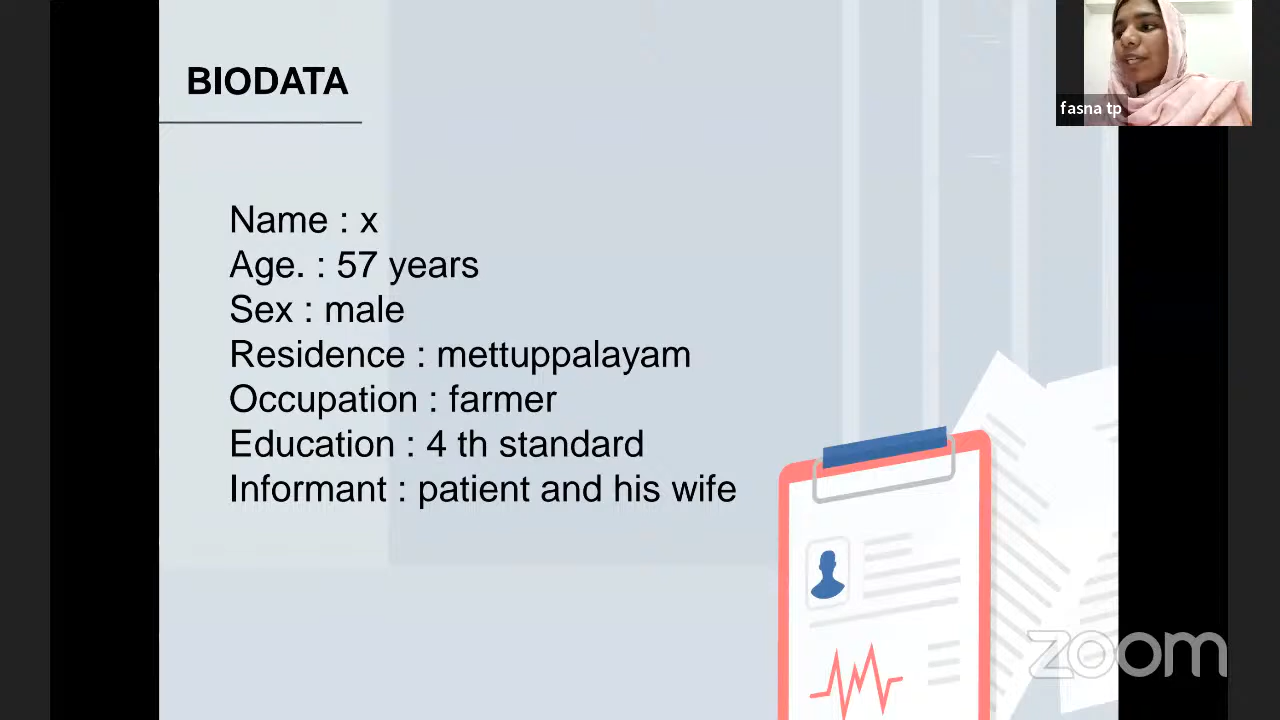 BIODATA
fasna tp
Name : x
Age. : 57 years
Sex : male
Residence : mettuppalayam
Occupation : farmer
Education : 4 th standard
Informant : patient and his wife
zoom